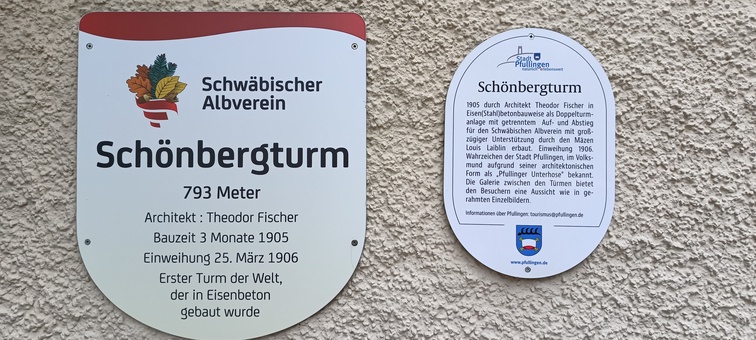 Schwäbischer
Albverein
Schönbergturm
793 Meter
Architekt : Theodor Fischer
Bauzeit 3 Monate 1905
Einweihung 25. März 1906
Erster Turm der Welt,
der in Eisenbeton
gebaut wurde
Stadt
Pfullingen
Schönbergturm
1905 durch Architekt Theodor Fischer in
Eisen(Stahl)betonbauweise als Doppelturm-
anlage mit getrenntem Auf- und Abstieg
für den Schwäbischen Albverein mit groß-
zügiger Unterstützung durch den Mäzen
Louis Laiblin erbaut. Einweihung 1906.
Wahrzeichen der Stadt Pfullingen, im Volks-
mund aufgrund seiner architektonischen
Form als „Pfullinger Unterhose" bekannt.
Die Galerie zwischen den Türmen bietet
den Besuchern eine Aussicht wie in ge-
rahmten Einzelbildern.
Informationen über Pfullingen: tourismus@pfullingen.de
www.pfullingen.de